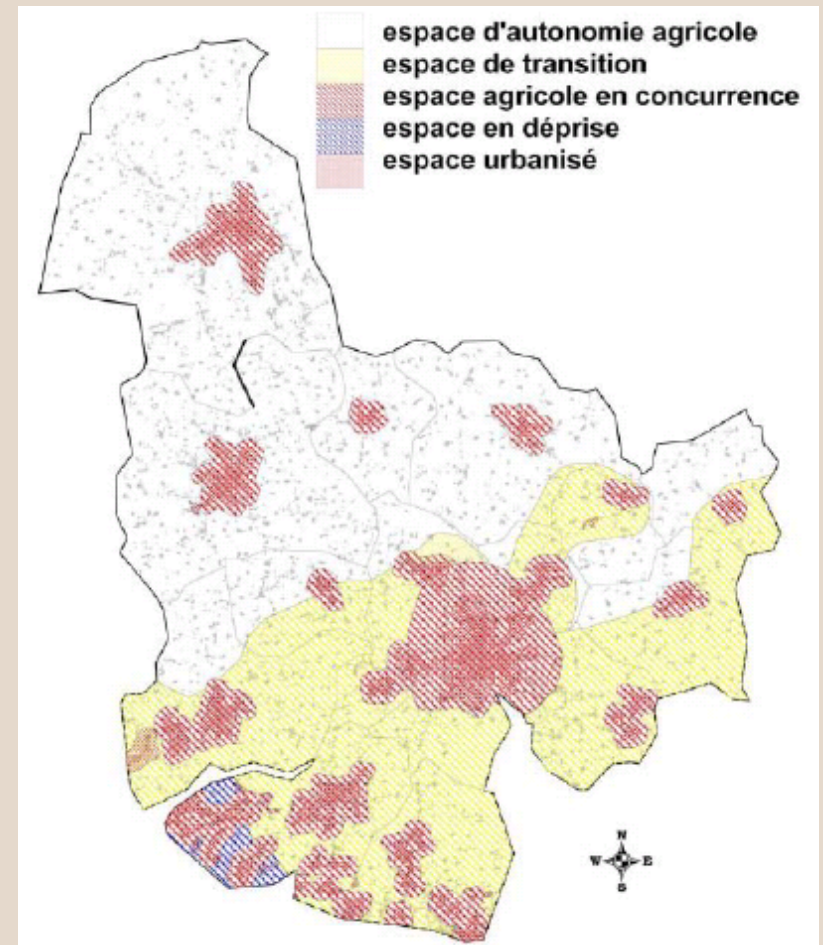 espace d'autonomie agricole
espace de transition
espace agricole en concurrence
espace en déprise
espace urbanisé
N
W E
S